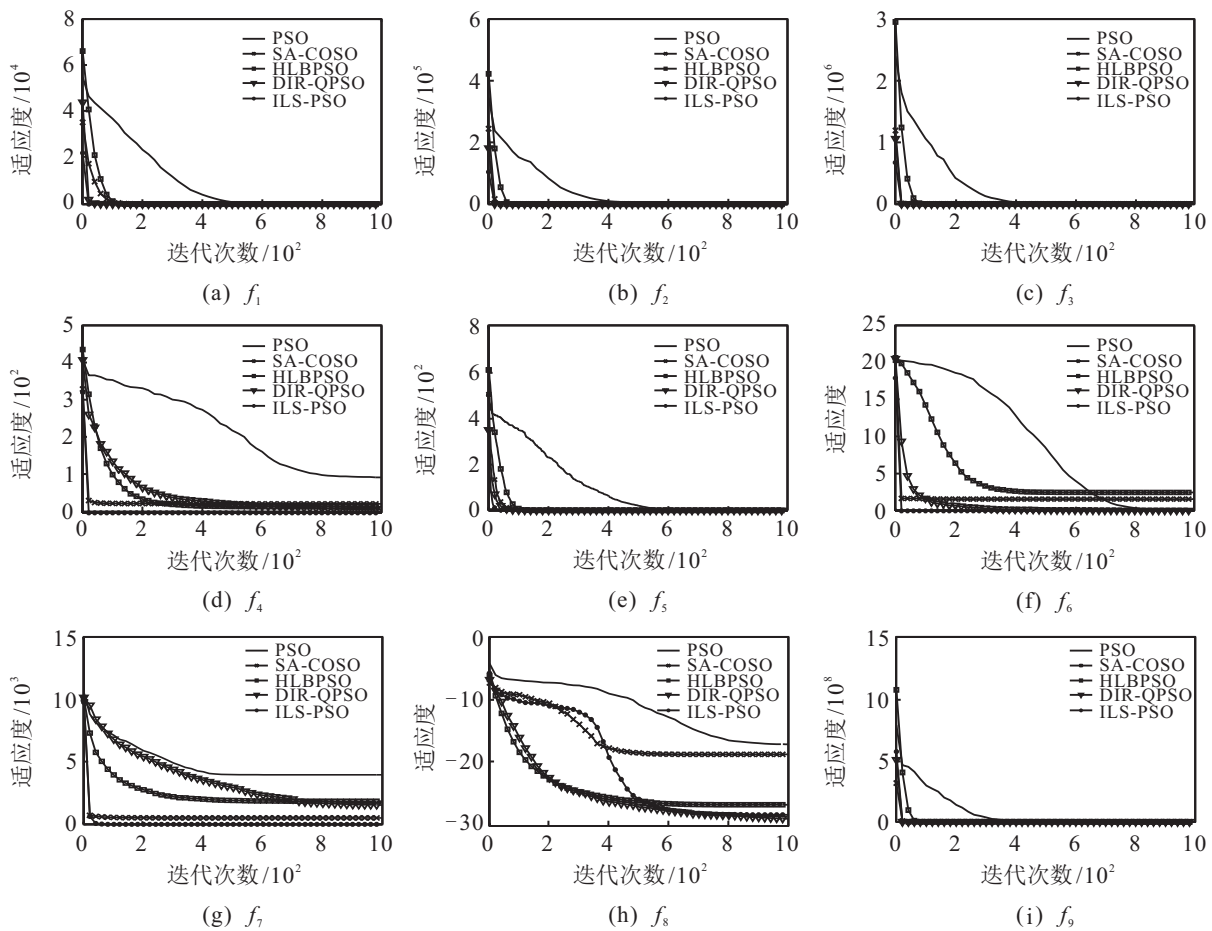 8
6
4
2
0
适应度/10⁴
PSO
SA-COSO
HLBPSO
DIR-QPSO
ILS-PSO
0 2 4 6 8 10
迭代次数/10²
(a) f₁
6
4
2
0
适应度/10⁵
PSO
SA-COSO
HLBPSO
DIR-QPSO
ILS-PSO
0 2 4 6 8 10
迭代次数/10²
(b) f₂
3
2
1
0
适应度/10⁶
PSO
SA-COSO
HLBPSO
DIR-QPSO
ILS-PSO
0 2 4 6 8 10
迭代次数/10²
(c) f₃
5
4
3
2
1
0
适应度/10²
PSO
SA-COSO
HLBPSO
DIR-QPSO
ILS-PSO
0 2 4 6 8 10
迭代次数/10²
(d) f₄
8
6
4
2
0
适应度/10²
PSO
SA-COSO
HLBPSO
DIR-QPSO
ILS-PSO
0 2 4 6 8 10
迭代次数/10²
(e) f₅
25
20
15
10
5
0
适应度
PSO
SA-COSO
HLBPSO
DIR-QPSO
ILS-PSO
0 2 4 6 8 10
迭代次数/10²
(f) f₆
15
10
5
0
适应度/10³
PSO
SA-COSO
HLBPSO
DIR-QPSO
ILS-PSO
0 2 4 6 8 10
迭代次数/10²
(g) f₇
0
−10
−20
−30
适应度
PSO
SA-COSO
HLBPSO
DIR-QPSO
ILS-PSO
0 2 4 6 8 10
迭代次数/10²
(h) f₈
15
10
5
0
适应度/10⁸
PSO
SA-COSO
HLBPSO
DIR-QPSO
ILS-PSO
0 2 4 6 8 10
迭代次数/10²
(i) f₉